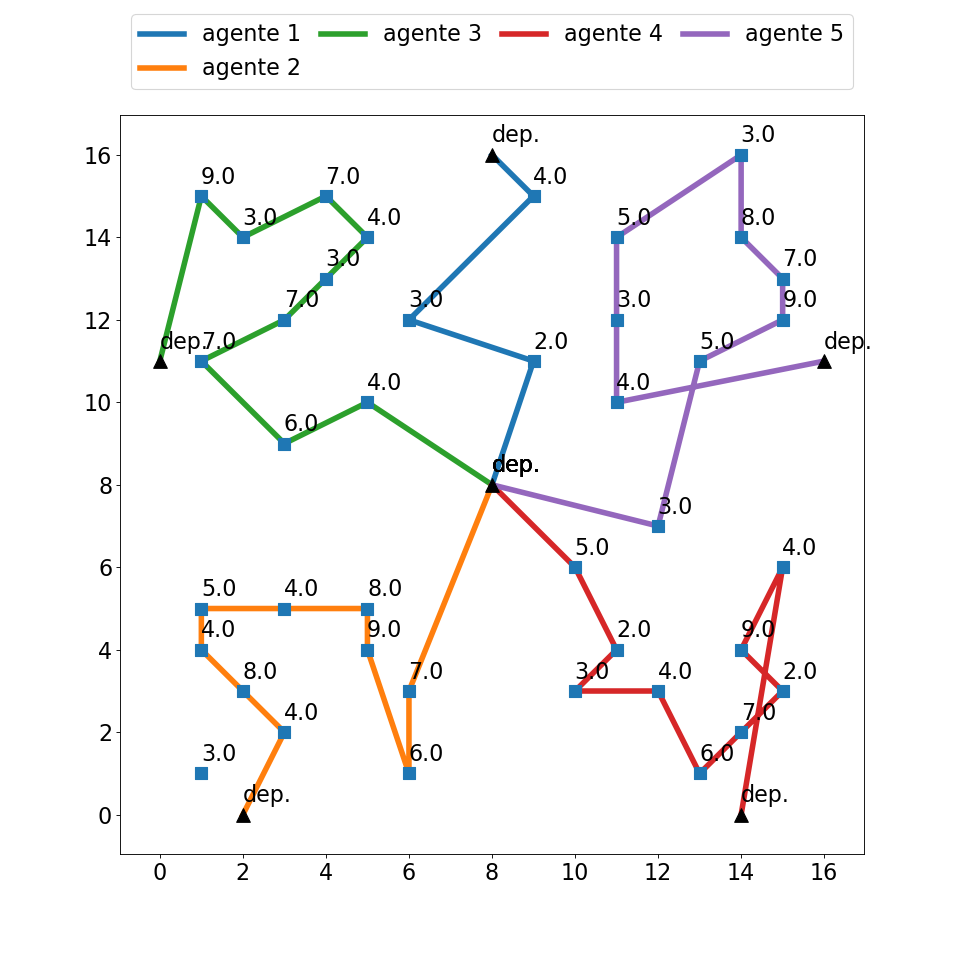 agente 1 agente 3 agente 4 agente 5
agente 2
16
dep.
3.0
9.0 7.0 4.0
14
3.0 4.0 5.0 8.0
3.0 7.0
12
7.0 3.0 3.0 9.0
dep. 7.0 2.0 5.0 dep.
10
4.0 4.0
6.0
8
dep.
3.0
6
5.0 4.0
5.0 4.0 8.0
4
4.0 9.0 2.0 9.0
8.0 7.0 3.0 4.0 2.0
2
4.0 7.0
3.0 6.0 6.0
0
dep. dep.
0 2 4 6 8 10 12 14 16